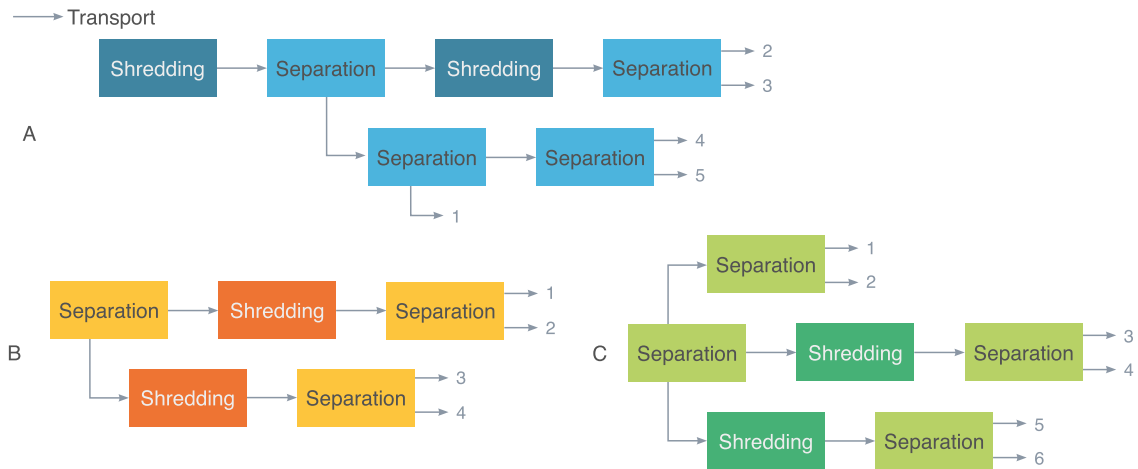 Transport
Shredding Separation Shredding Separation 2
3
A
Separation Separation 4
5
1
B
Separation Shredding Separation 1
2
Shredding Separation 3
4
C
Separation 1
2
Separation Shredding Separation 3
4
Shredding Separation 5
6